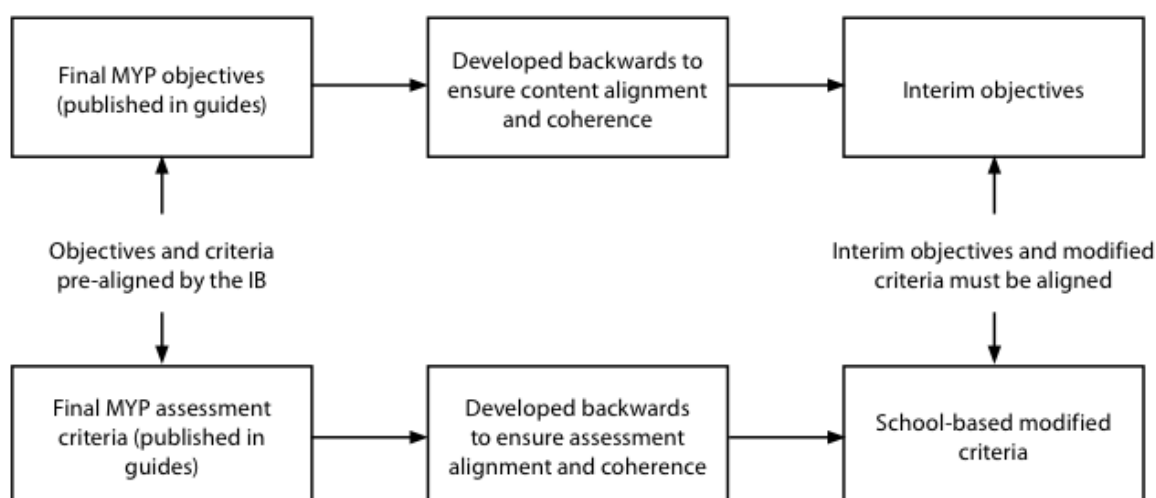 Final MYP objectives
(published in guides)
Developed backwards to
ensure content alignment
and coherence
Interim objectives
Objectives and criteria
pre-aligned by the IB
Interim objectives and modified
criteria must be aligned
Final MYP assessment
criteria (published in
guides)
Developed backwards
to ensure assessment
alignment and coherence
School-based modified
criteria